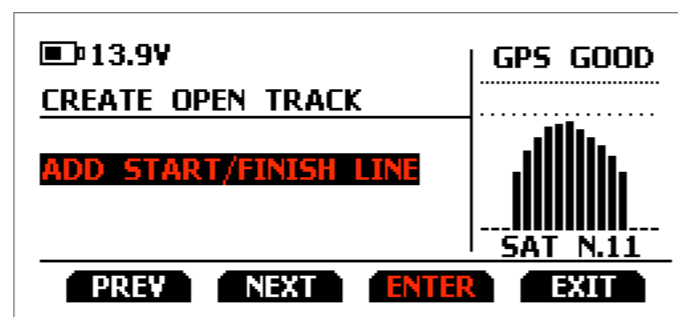 13.9V
GPS GOOD
CREATE OPEN TRACK
ADD START/FINISH LINE
SAT N.11
PREV NEXT ENTER EXIT